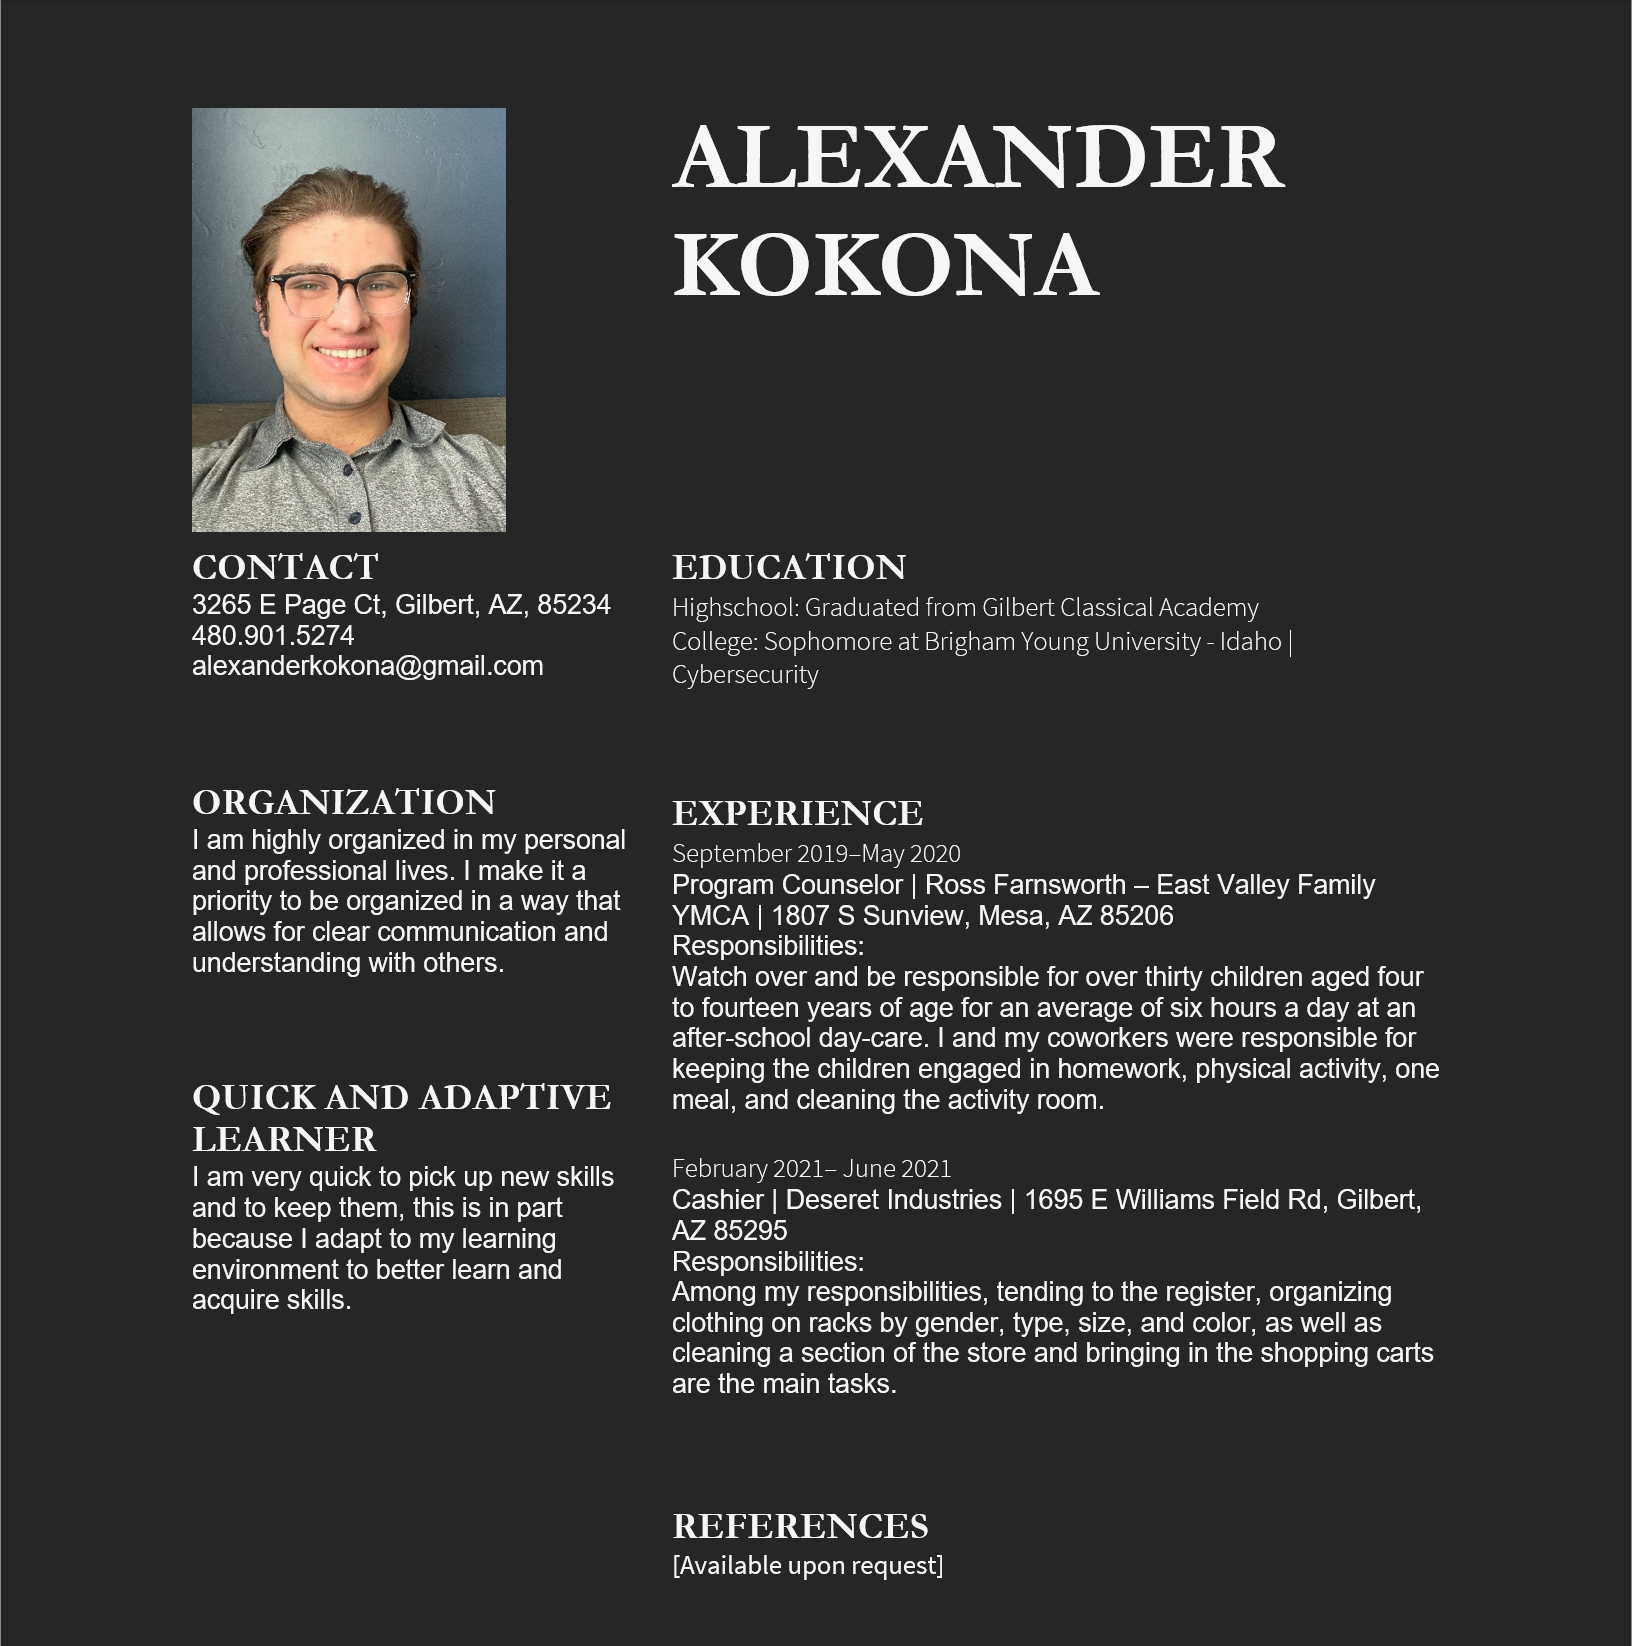 ALEXANDER
KOKONA
CONTACT
3265 E Page Ct, Gilbert, AZ, 85234
480.901.5274
alexanderkokona@gmail.com
ORGANIZATION
I am highly organized in my personal
and professional lives. I make it a
priority to be organized in a way that
allows for clear communication and
understanding with others.
QUICK AND ADAPTIVE
LEARNER
I am very quick to pick up new skills
and to keep them, this is in part
because I adapt to my learning
environment to better learn and
acquire skills.
EDUCATION
Highschool: Graduated from Gilbert Classical Academy
College: Sophomore at Brigham Young University - Idaho |
Cybersecurity
EXPERIENCE
September 2019–May 2020
Program Counselor | Ross Farnsworth – East Valley Family
YMCA | 1807 S Sunview, Mesa, AZ 85206
Responsibilities:
Watch over and be responsible for over thirty children aged four
to fourteen years of age for an average of six hours a day at an
after-school day-care. I and my coworkers were responsible for
keeping the children engaged in homework, physical activity, one
meal, and cleaning the activity room.
February 2021– June 2021
Cashier | Deseret Industries | 1695 E Williams Field Rd, Gilbert,
AZ 85295
Responsibilities:
Among my responsibilities, tending to the register, organizing
clothing on racks by gender, type, size, and color, as well as
cleaning a section of the store and bringing in the shopping carts
are the main tasks.
REFERENCES
[Available upon request]